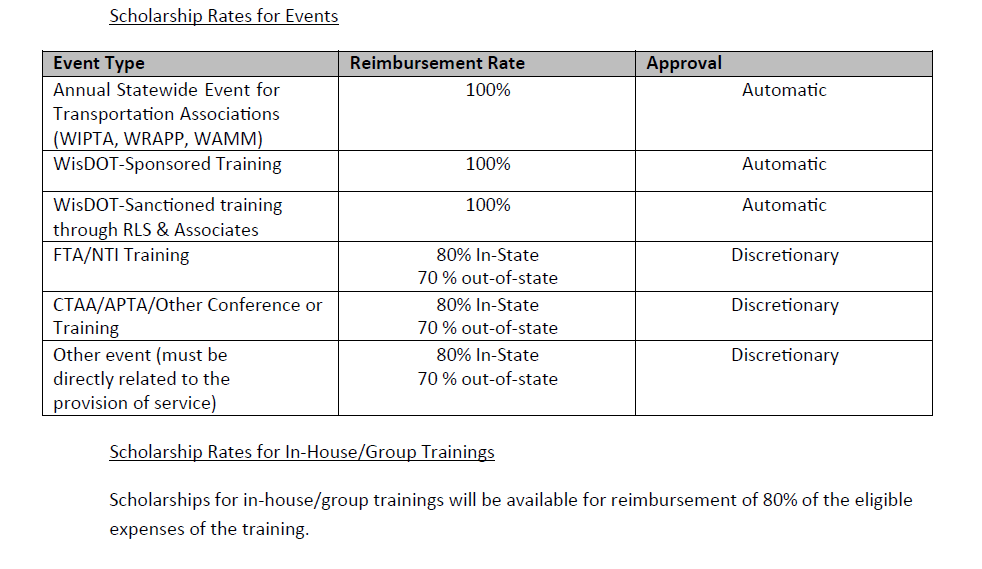 Scholarship Rates for Events
Event Type Reimbursement Rate Approval
Annual Statewide Event for 100% Automatic
Transportation Associations
(WIPTA, WRAPP, WAMM)
WisDOT-Sponsored Training 100% Automatic
WisDOT-Sanctioned training 100% Automatic
through RLS & Associates
FTA/NTI Training 80% In-State Discretionary
70 % out-of-state
CTAA/APTA/Other Conference or 80% In-State Discretionary
Training 70 % out-of-state
Other event (must be 80% In-State Discretionary
directly related to the 70 % out-of-state
provision of service)
Scholarship Rates for In-House/Group Trainings
Scholarships for in-house/group trainings will be available for reimbursement of 80% of the eligible
expenses of the training.